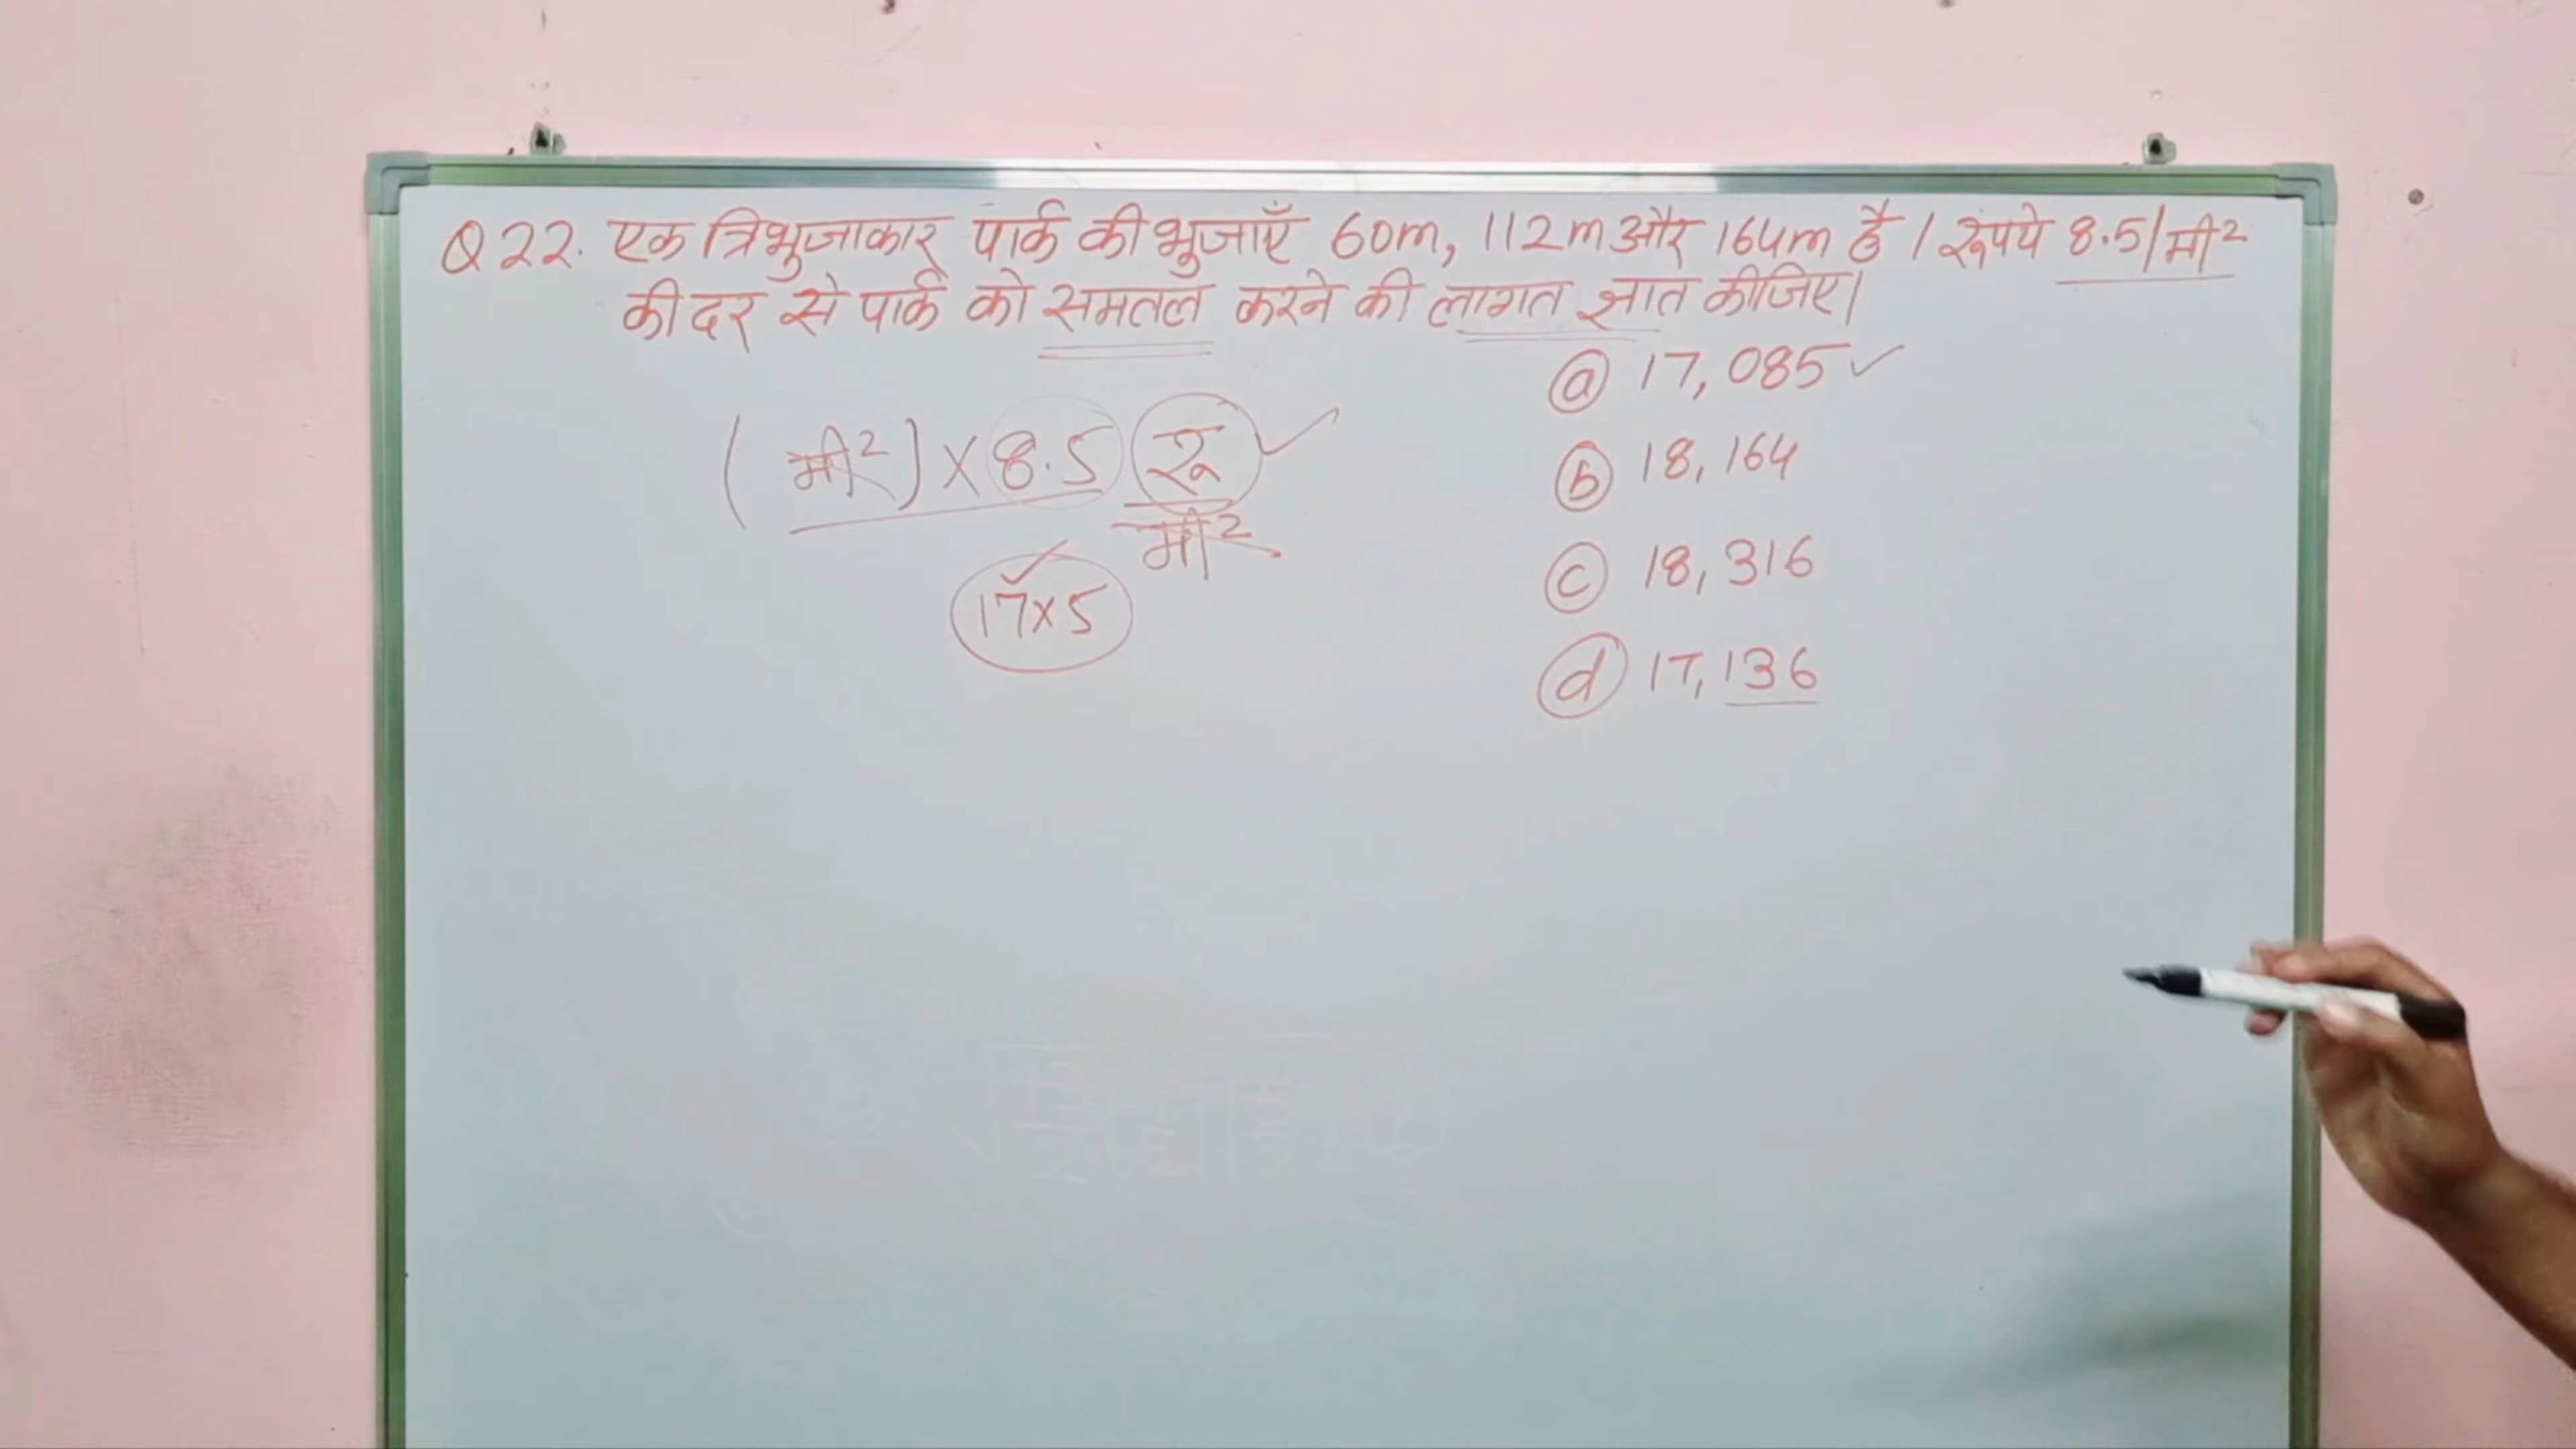 Q 22. एक त्रिभुजाकार पार्क की भुजाएँ 60m, 112m और 164m है । रूपये 8.5/मी²
की दर से पार्क को समतल करने की लागत ज्ञात कीजिए।
ⓐ 17,085 ✓
(मी²) × 8.5 रू ✓
ⓑ 18,164
मी²
17×5
ⓒ 18,316
ⓓ 17,136